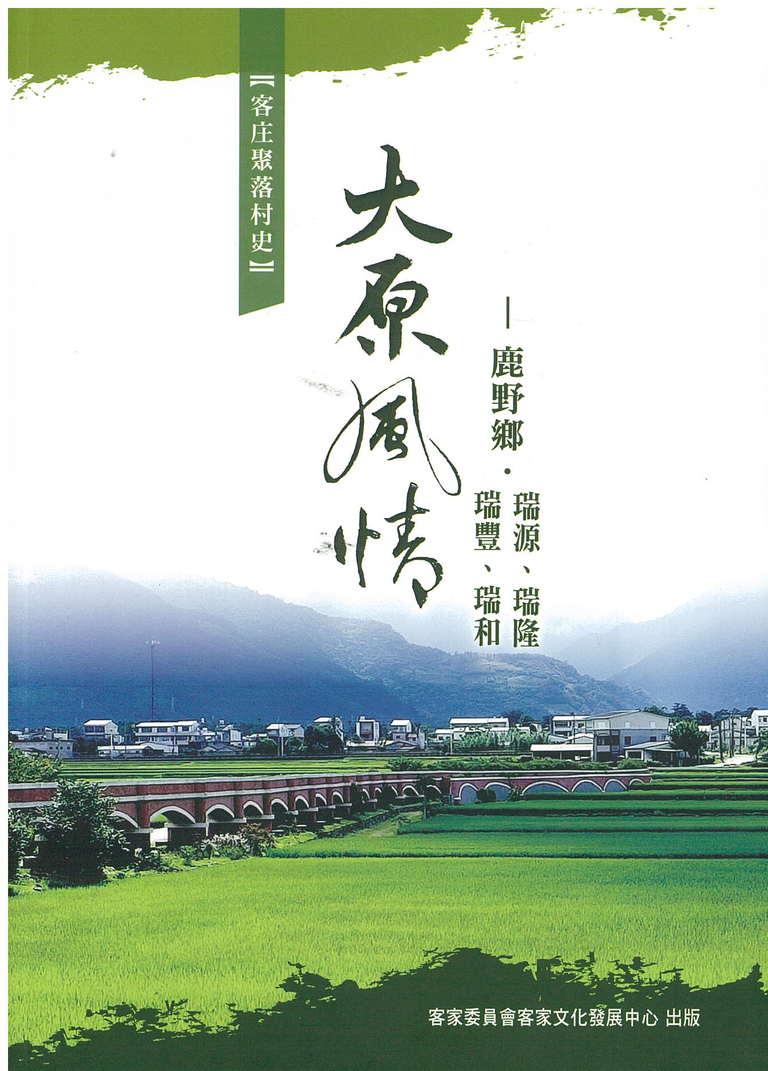 【客庄聚落村史】
大原風情
—鹿野鄉·
瑞源、瑞隆
瑞豐、瑞和
客家委員會客家文化發展中心 出版